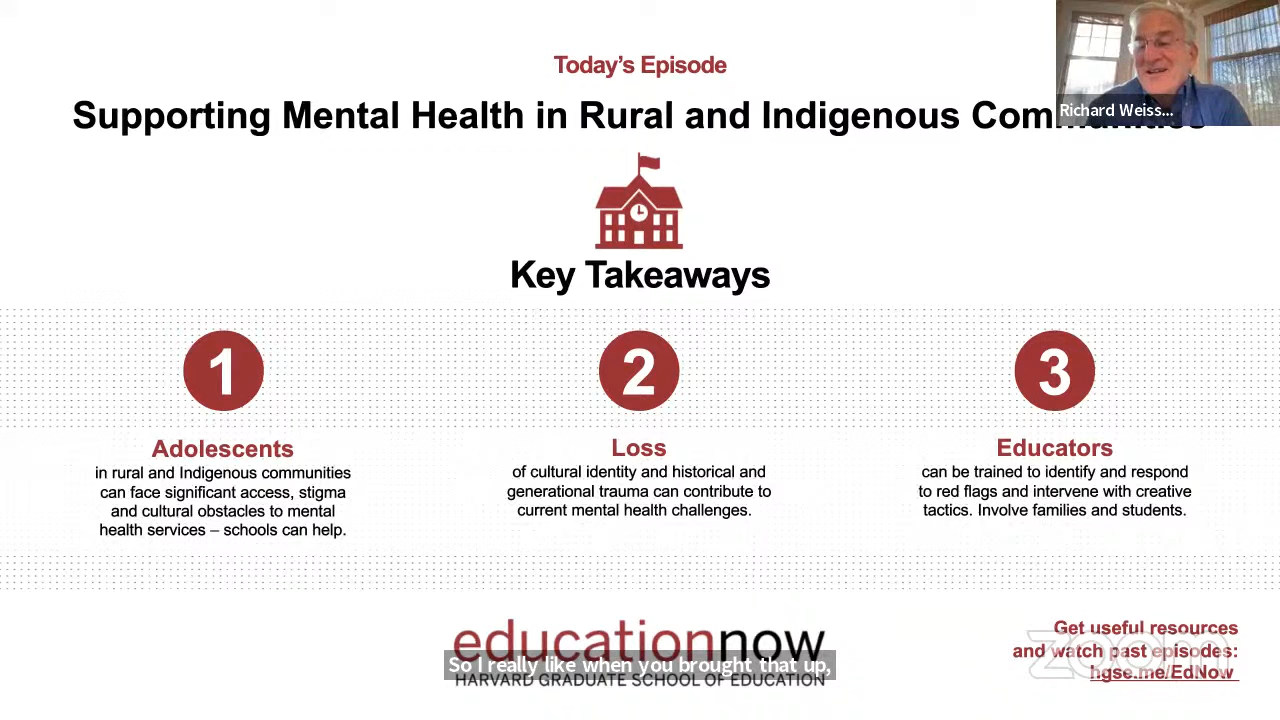 Today's Episode
Supporting Mental Health in Rural and Indigenous Communities
Richard Weiss...
Key Takeaways
1
Adolescents
in rural and Indigenous communities
can face significant access, stigma
and cultural obstacles to mental
health services – schools can help.
2
Loss
of cultural identity and historical and
generational trauma can contribute to
current mental health challenges.
3
Educators
can be trained to identify and respond
to red flags and intervene with creative
tactics. Involve families and students.
educationnow
HARVARD GRADUATE SCHOOL OF EDUCATION
So I really like when you brought that up,
Get useful resources
and watch past episodes:
hgse.me/EdNow
zoom